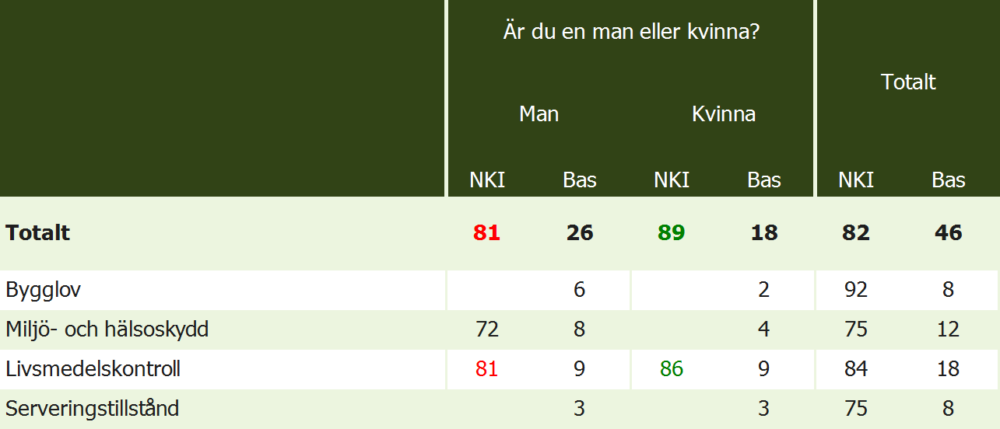 Är du en man eller kvinna?
Totalt
Man Kvinna
NKI Bas NKI Bas NKI Bas
Totalt 81 26 89 18 82 46
Bygglov 6 2 92 8
Miljö- och hälsoskydd 72 8 4 75 12
Livsmedelskontroll 81 9 86 9 84 18
Serveringstillstånd 3 3 75 8